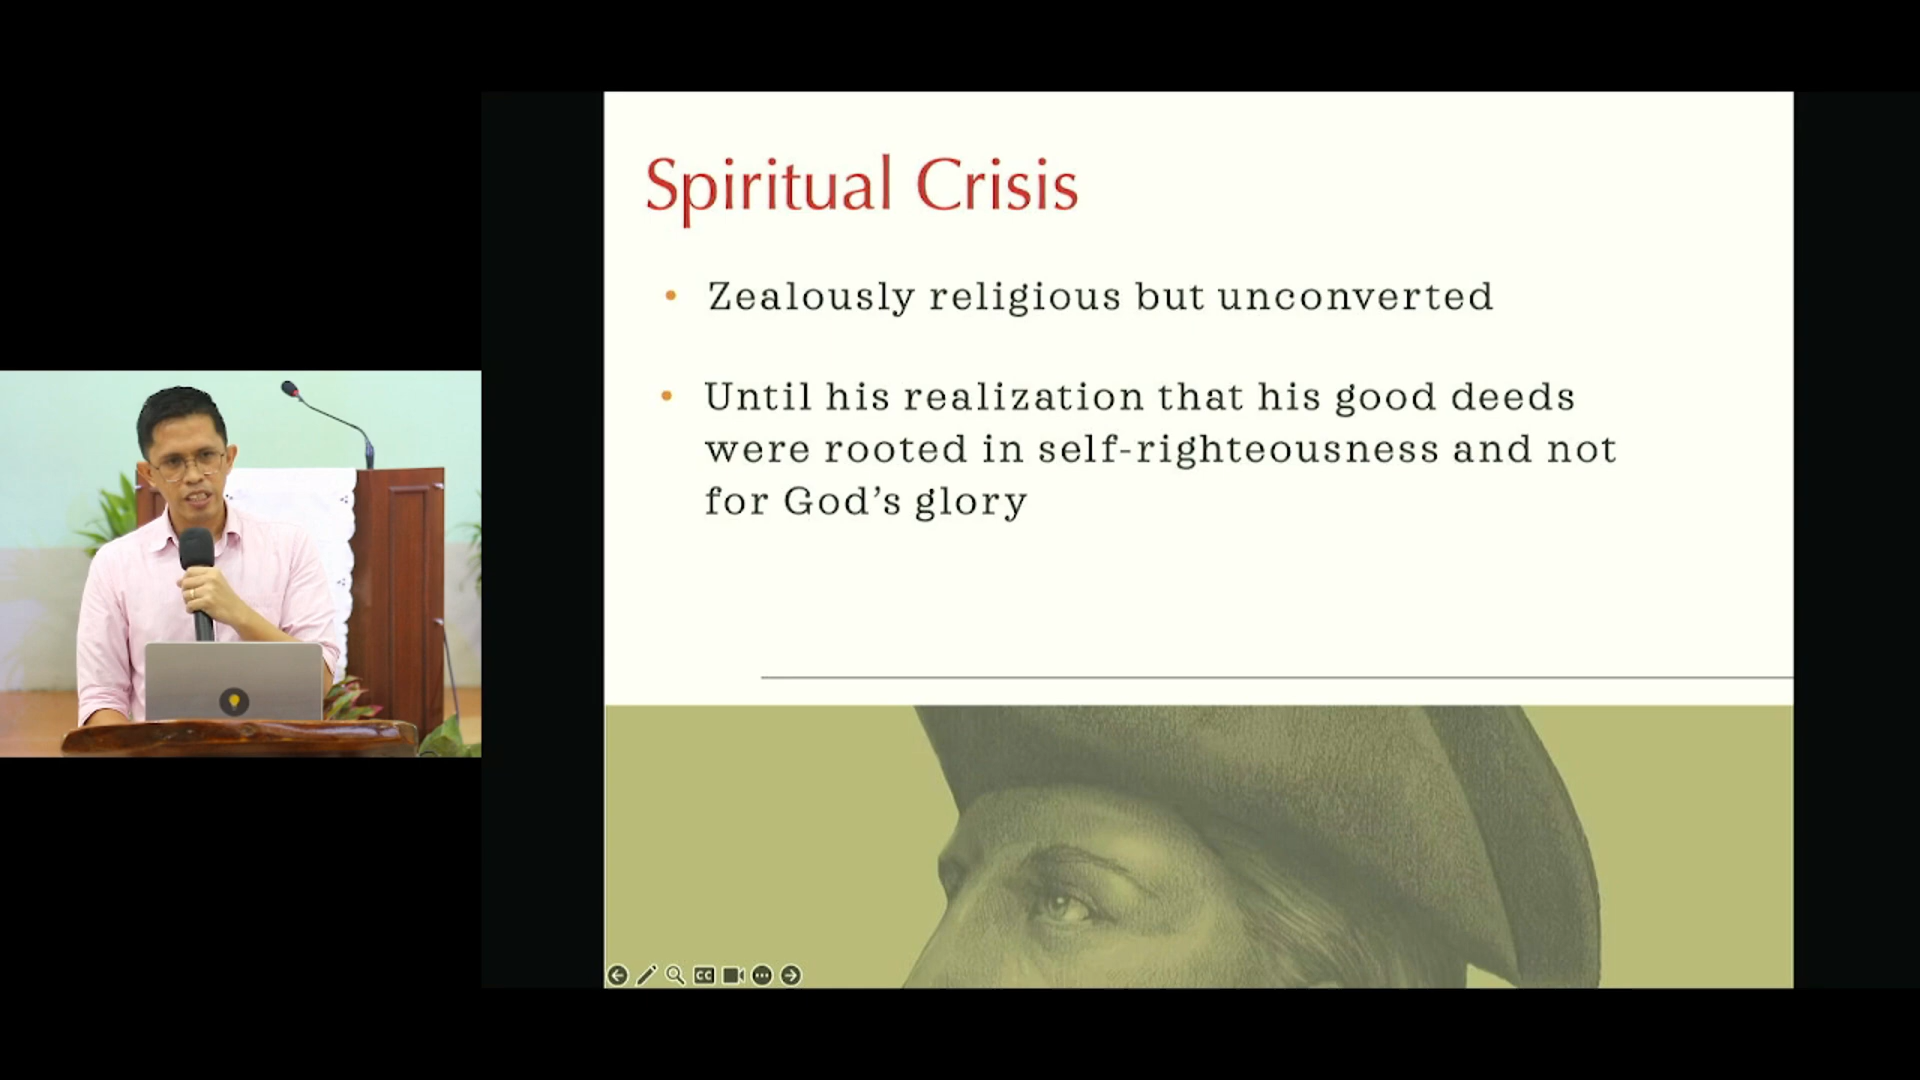 Spiritual Crisis
• Zealously religious but unconverted
• Until his realization that his good deeds
were rooted in self-righteousness and not
for God’s glory
CC